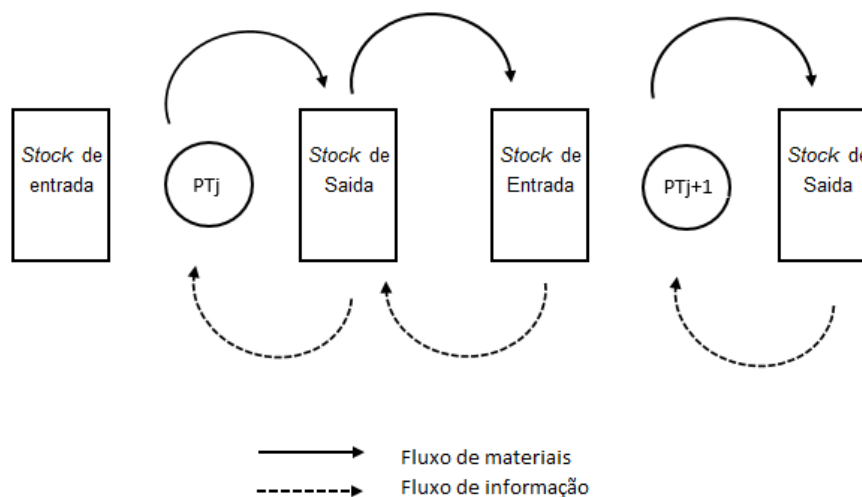 Stock de
entrada
PTj
Stock de
Saida
Stock de
Entrada
PTj+1
Stock de
Saida
Fluxo de materiais
Fluxo de informação